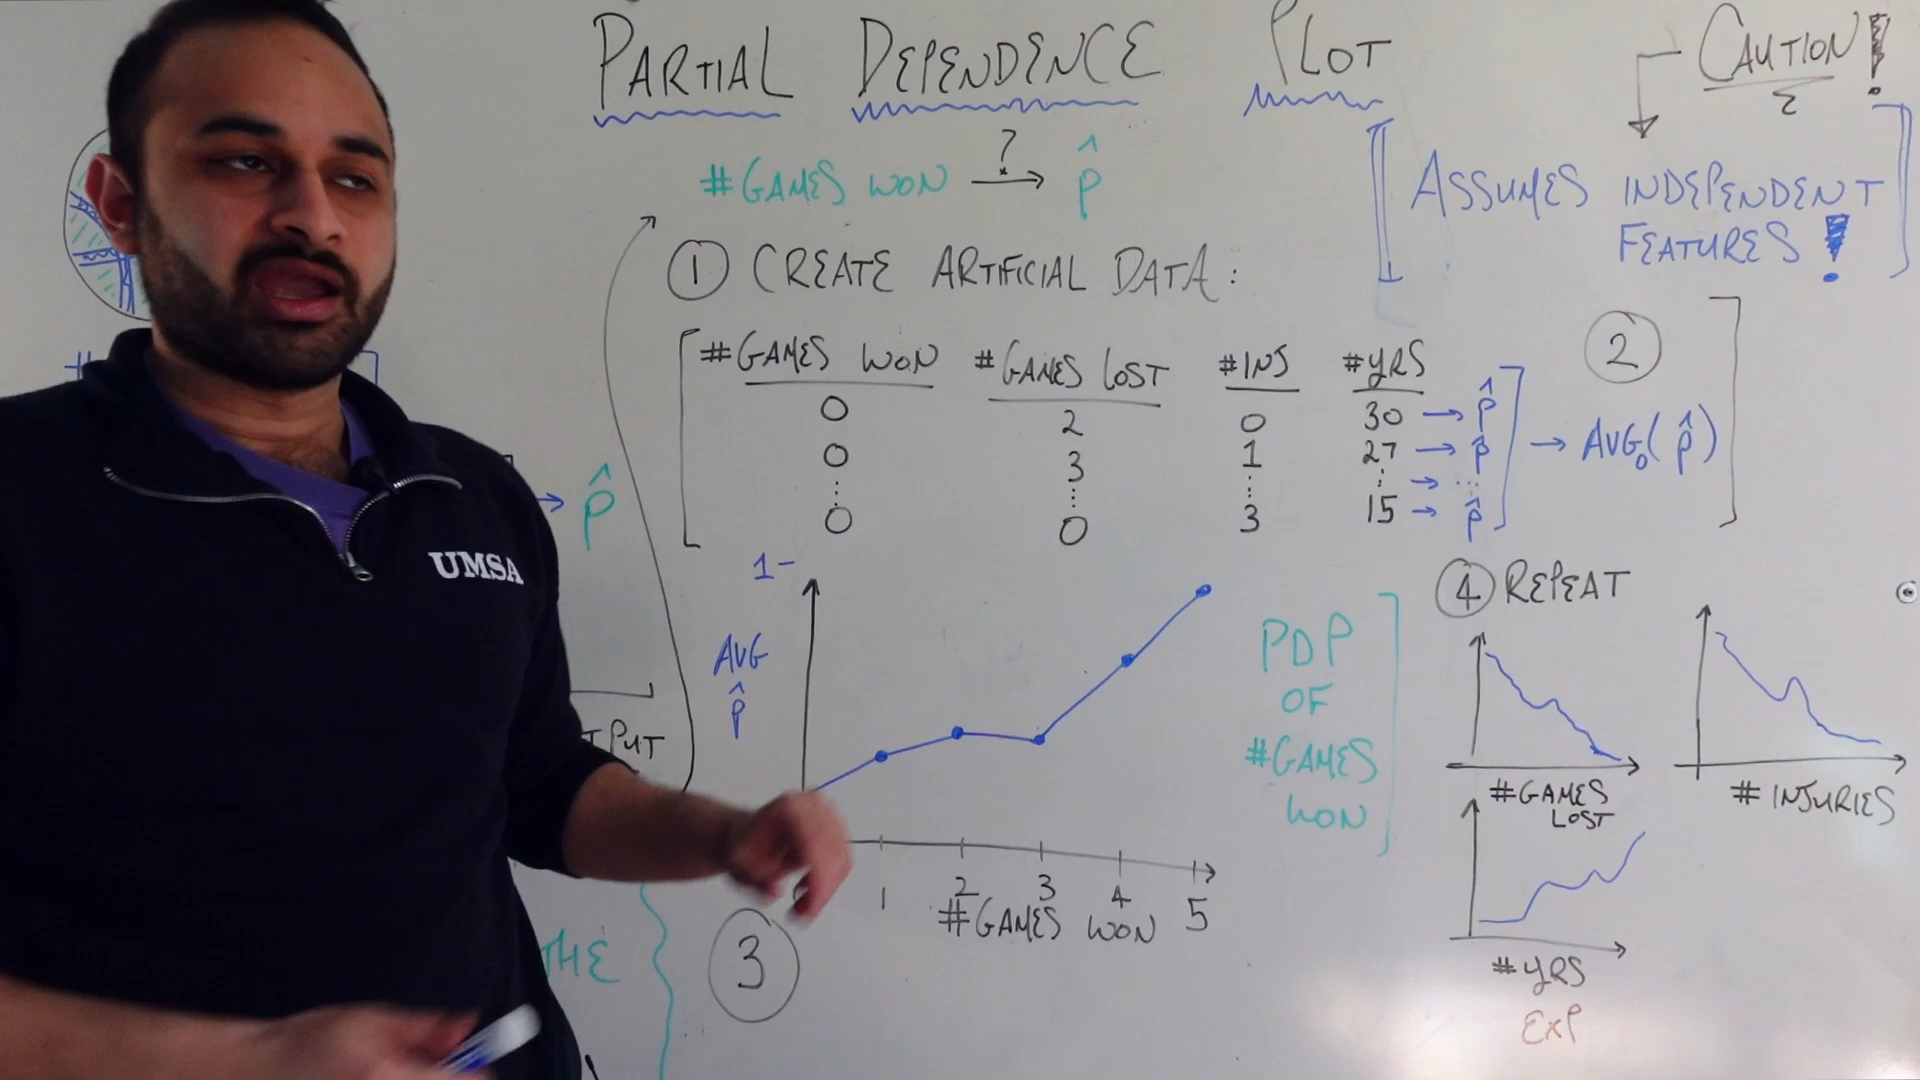 PARTIAL DEPENDENCE PLOT
CAUTION!
#GAMES WON ? → p̂
ASSUMES INDEPENDENT
FEATURES!
① CREATE ARTIFICIAL DATA:
#GAMES WON #GAMES LOST #INJ #YRS
0 2 0 30 → p̂
0 3 1 27 → p̂
⋮ ⋮ ⋮ ⋮ → ⋮
0 0 3 15 → p̂
→ AVG₀(p̂)
②
→ p̂
UMSA
1-
AVG
p̂
1 2 3 4 5
#GAMES WON
③
PDP
OF
#GAMES
WON
④ REPEAT
#GAMES
LOST
# INJURIES
#YRS
EXP
THE